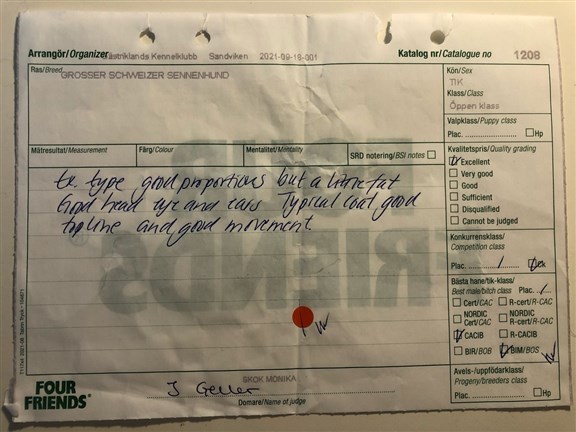 Arrangör/Organizer Gästriklands Kennelklubb Sandviken 2021-09-18-001 Katalog nr/Catalogue no 1208
Ras/Breed GROSSER SCHWEIZER SENNENHUND
Kön/Sex
TIK
Klass/Class
Öppen klass
Valpklass/Puppy class
Plac. Hp
Mätresultat/Measurement Färg/Colour Mentalitet/Mentality SRD notering/BSI notes
Kvalitetspris/Quality grading
Excellent
Very good
Good
Sufficient
Disqualified
Cannot be judged
Ex. type good proportions but a little fat
Good head eye and ears Typical coat good
topline and good movement
Konkurrensklass/
Competition class
Plac. 1 Ck
Bästa hane/tik-klass/
Best male/bitch class Plac. 1
Cert/CAC R-cert/R-CAC
NORDIC Cert/CAC NORDIC R-cert/R-CAC
CACIB R-CACIB
BIR/BOB BIM/BOS
Avels-/uppfödarklass/
Progeny/breeders class
Plac. Hp
FOUR
FRIENDS
SKOK MONIKA
Domare/Name of judge